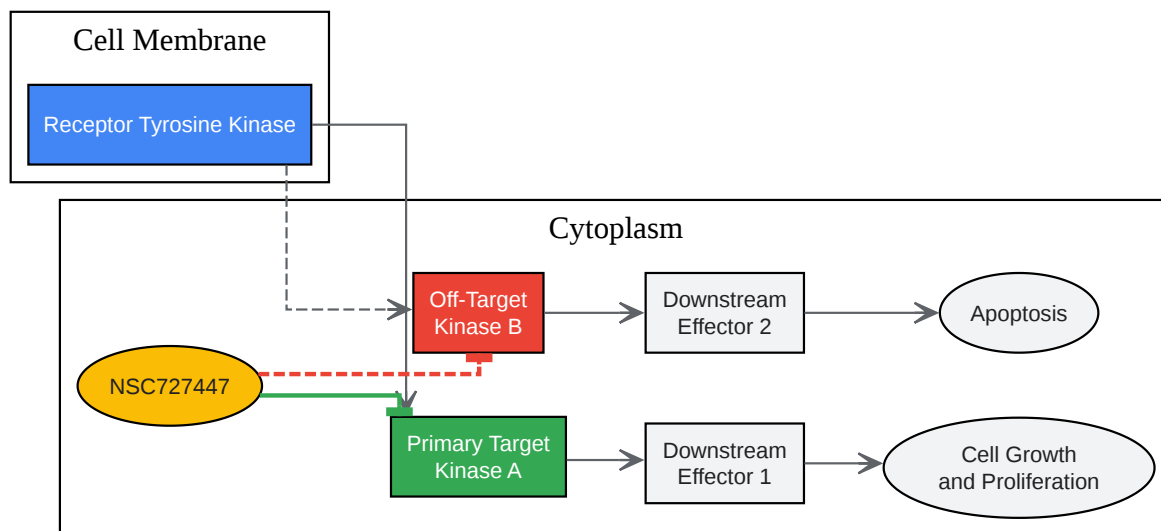 Cell Membrane
Receptor Tyrosine Kinase
Cytoplasm
Off-Target
Kinase B
Downstream
Effector 2
Apoptosis
NSC727447
Primary Target
Kinase A
Downstream
Effector 1
Cell Growth
and Proliferation